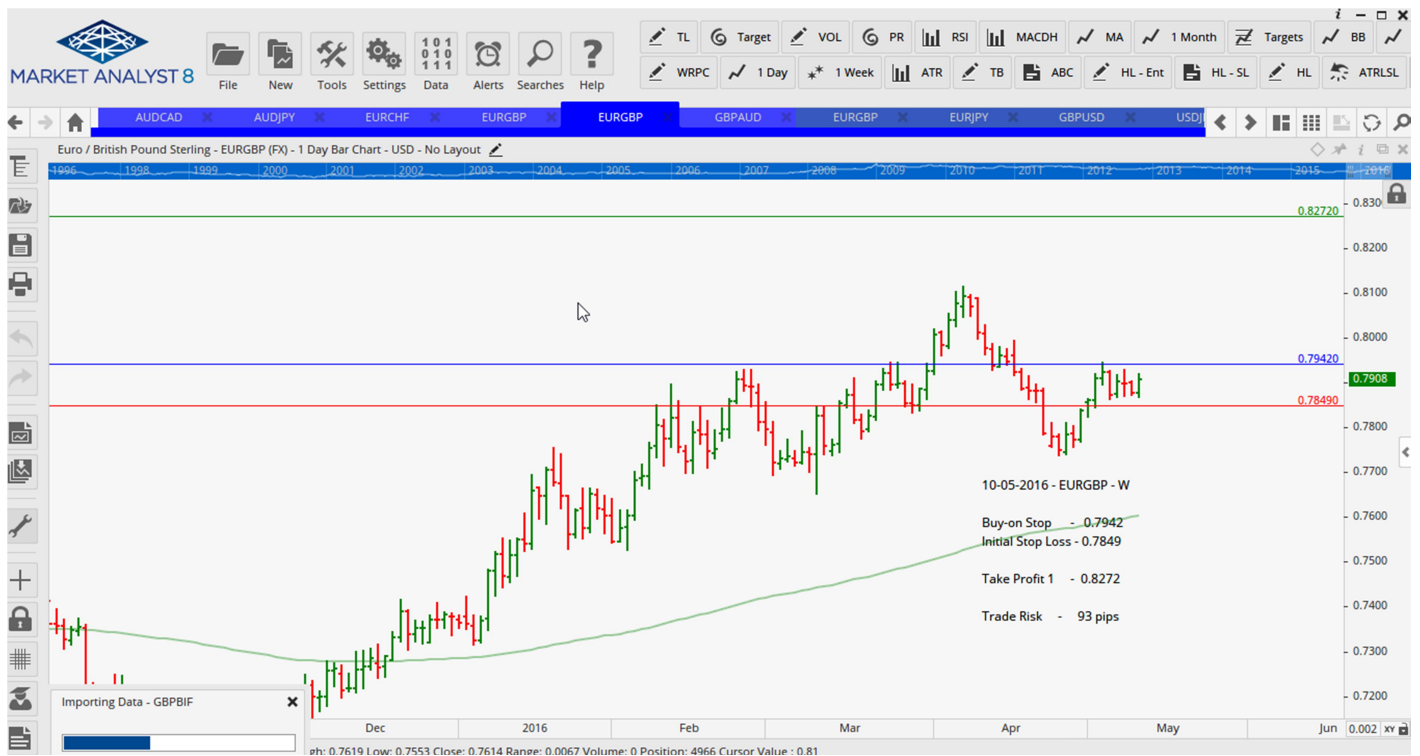 MARKET ANALYST 8
File New Tools Settings Data Alerts Searches Help
101
010
111
TL Target VOL PR RSI MACDH MA 1 Month Targets BB
WRPC 1 Day 1 Week ATR TB ABC HL - Ent HL - SL HL ATRLSL
AUDCAD AUDJPY EURCHF EURGBP EURGBP GBPAUD EURGBP EURJPY GBPUSD
Euro / British Pound Sterling - EURGBP (FX) - 1 Day Bar Chart - USD - No Layout
1996 1998 1999 2000 2001 2002 2003 2004 2005 2006 2007 2008 2009 2010 2011 2012 2013 2014 2015 2016
0.830
0.82720
0.8200
0.8100
0.8000
0.79420
0.7908
0.78490
0.7800
0.7700
10-05-2016 - EURGBP - W
0.7600
Buy-on Stop - 0.7942
Initial Stop Loss - 0.7849
0.7500
Take Profit 1 - 0.8272
0.7400
Trade Risk - 93 pips
0.7300
0.7200
Importing Data - GBPBIF
Dec 2016 Feb Mar Apr May Jun 0.002 XY
gh: 0.7619 Low: 0.7553 Close: 0.7614 Range: 0.0067 Volume: 0 Position: 4966 Cursor Value : 0.81